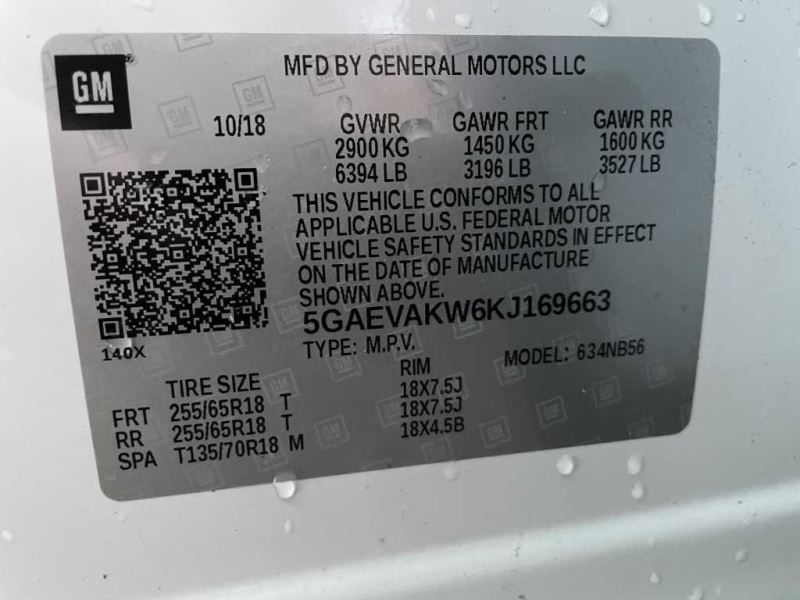 GM
MFD BY GENERAL MOTORS LLC
10/18 GVWR GAWR FRT GAWR RR
2900 KG 1450 KG 1600 KG
6394 LB 3196 LB 3527 LB
THIS VEHICLE CONFORMS TO ALL
APPLICABLE U.S. FEDERAL MOTOR
VEHICLE SAFETY STANDARDS IN EFFECT
ON THE DATE OF MANUFACTURE
SHOWN ABOVE.
5GAEVAKW6KJ169663
140X
TYPE: M.P.V. MODEL: 634NB56
TIRE SIZE RIM
FRT 255/65R18 T 18X7.5J
RR 255/65R18 T 18X7.5J
SPA T135/70R18 M 18X4.5B